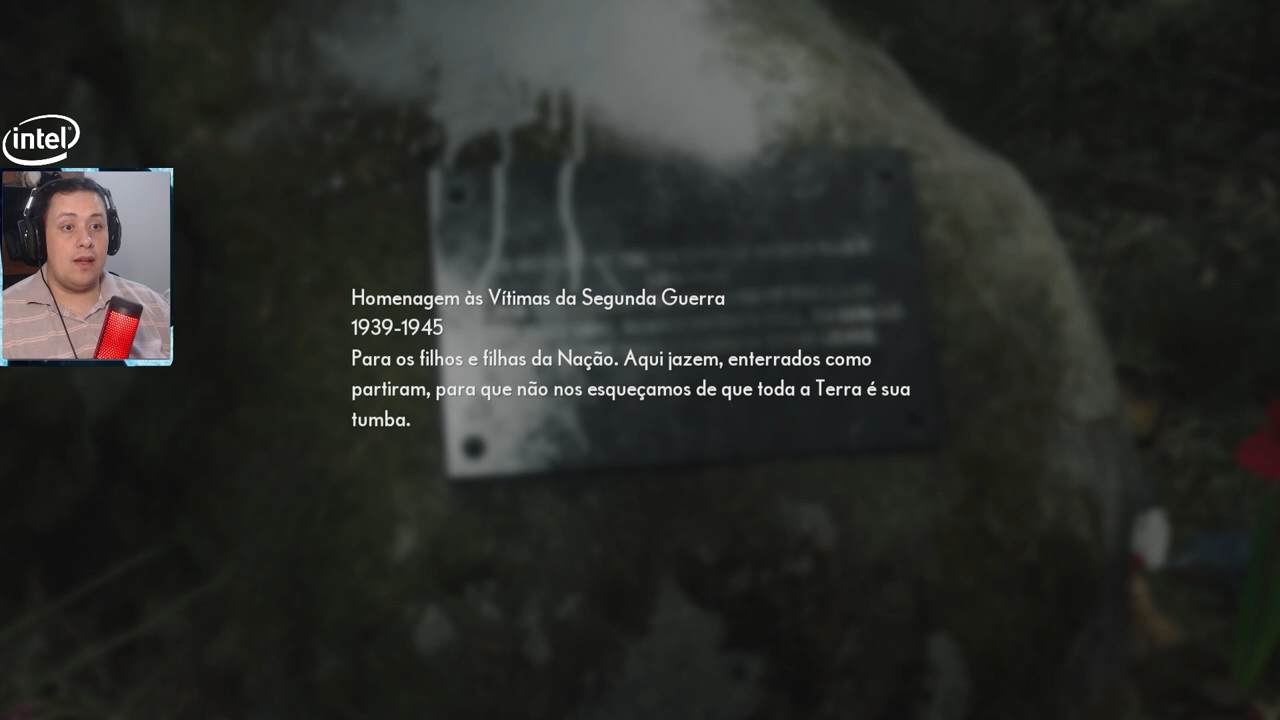 intel
Homenagem às Vítimas da Segunda Guerra
1939-1945
Para os filhos e filhas da Nação. Aqui jazem, enterrados como
partiram, para que não nos esqueçamos de que toda a Terra é sua
tumba.